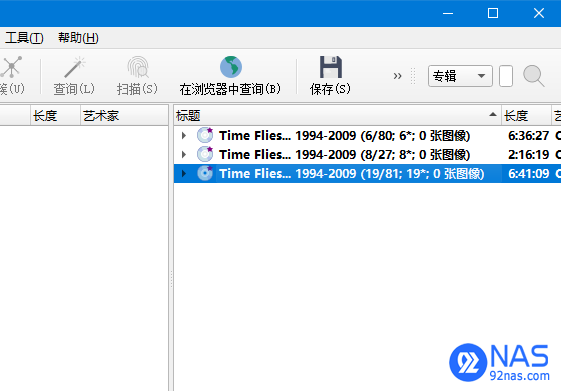 工具(T) 帮助(H)
簇(U) 查询(L) 扫描(S) 在浏览器中查询(B) 保存(S) » 专辑
长度 艺术家 标题 长度
Time Flies... 1994-2009 (6/80; 6*; 0 张图像) 6:36:27
Time Flies... 1994-2009 (8/27; 8*; 0 张图像) 2:16:19
Time Flies... 1994-2009 (19/81; 19*; 0 张图像) 6:41:09
92 NAS
92nas.com